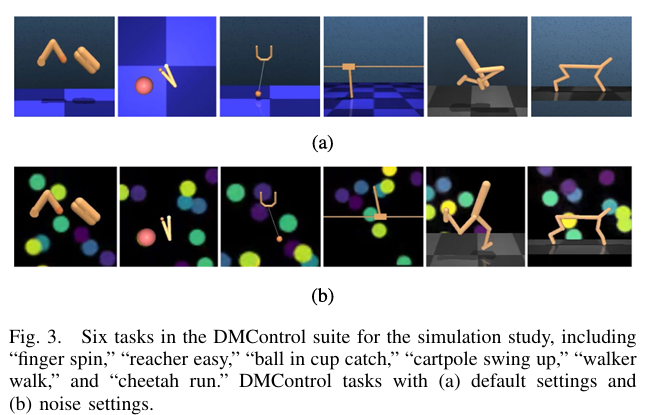 (a)
(b)
Fig. 3. Six tasks in the DMControl suite for the simulation study, including
“finger spin,” “reacher easy,” “ball in cup catch,” “cartpole swing up,” “walker
walk,” and “cheetah run.” DMControl tasks with (a) default settings and
(b) noise settings.